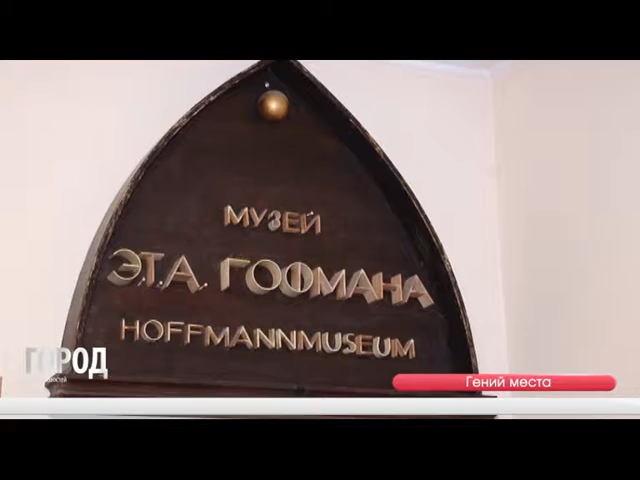 МУЗЕЙ
Э.Т.А. ГОФМАНА
HOFFMANNMUSEUM
ГОРОД
Гений места